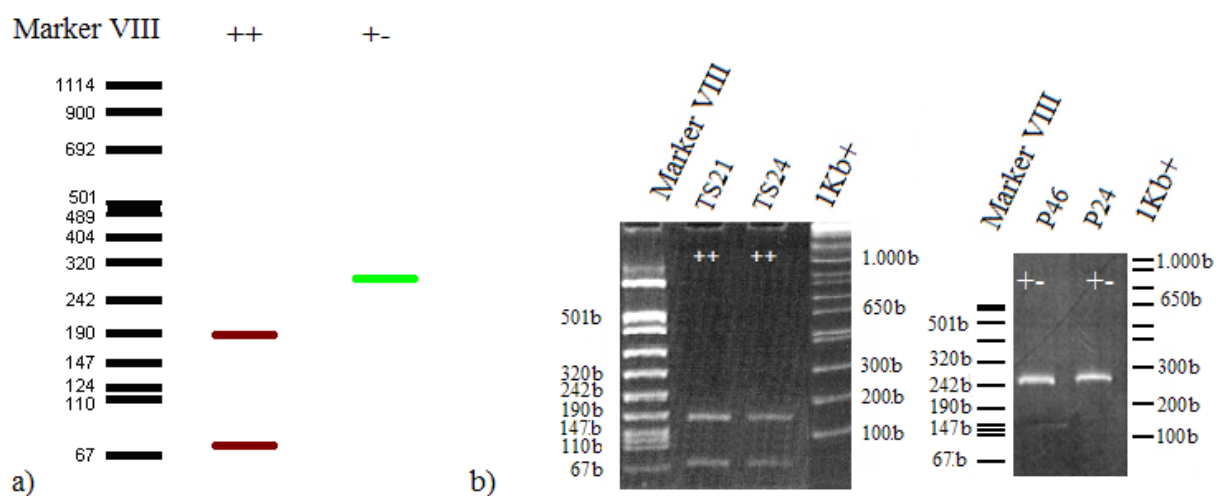 Marker VIII ++ +-
1114
900
692
501
489
404
320
242
190
147
124
110
67
a)
Marker VIII
TS21
TS24
1Kb+
++ ++
501b
320b
242b
190b
147b
110b
67b
1.000b
650b
300b
200b
100b
b)
Marker VIII
P46
P24
1Kb+
+- +-
501b
320b
242b
190b
147b
67b
1.000b
650b
300b
200b
100b